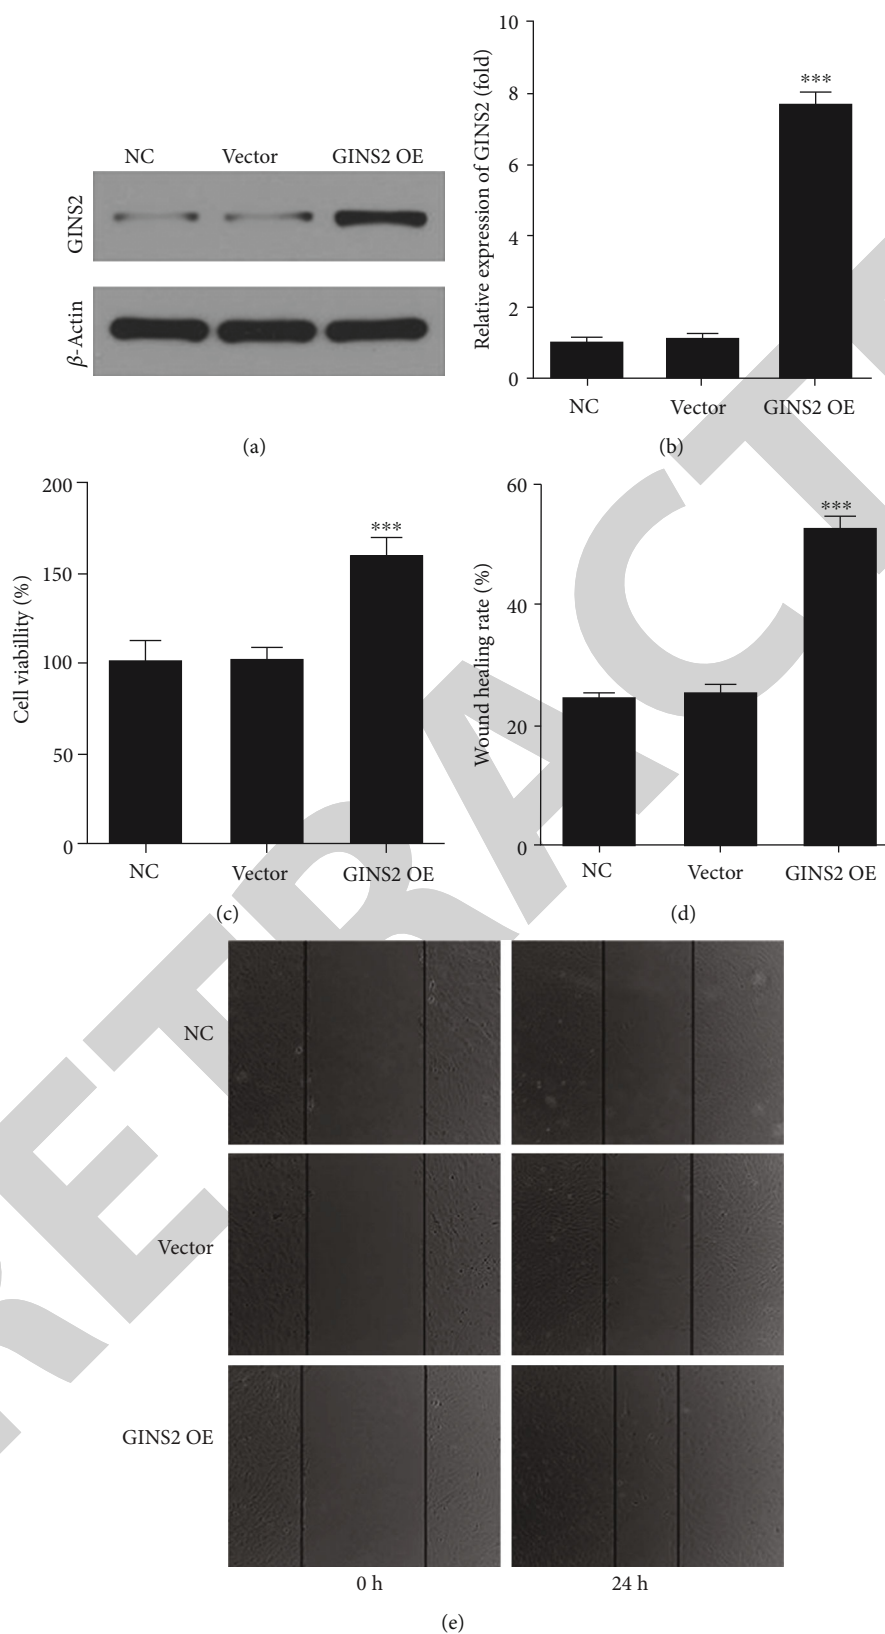 NC Vector GINS2 OE
GINS2
β-Actin
(a)
Relative expression of GINS2 (fold)
10
8
6
4
2
0
***
NC Vector GINS2 OE
(b)
Cell viabillity (%)
200
150
100
50
0
***
NC Vector GINS2 OE
(c)
Wound healing rate (%)
60
40
20
0
***
NC Vector GINS2 OE
(d)
NC
Vector
GINS2 OE
0 h 24 h
(e)
RETRACT